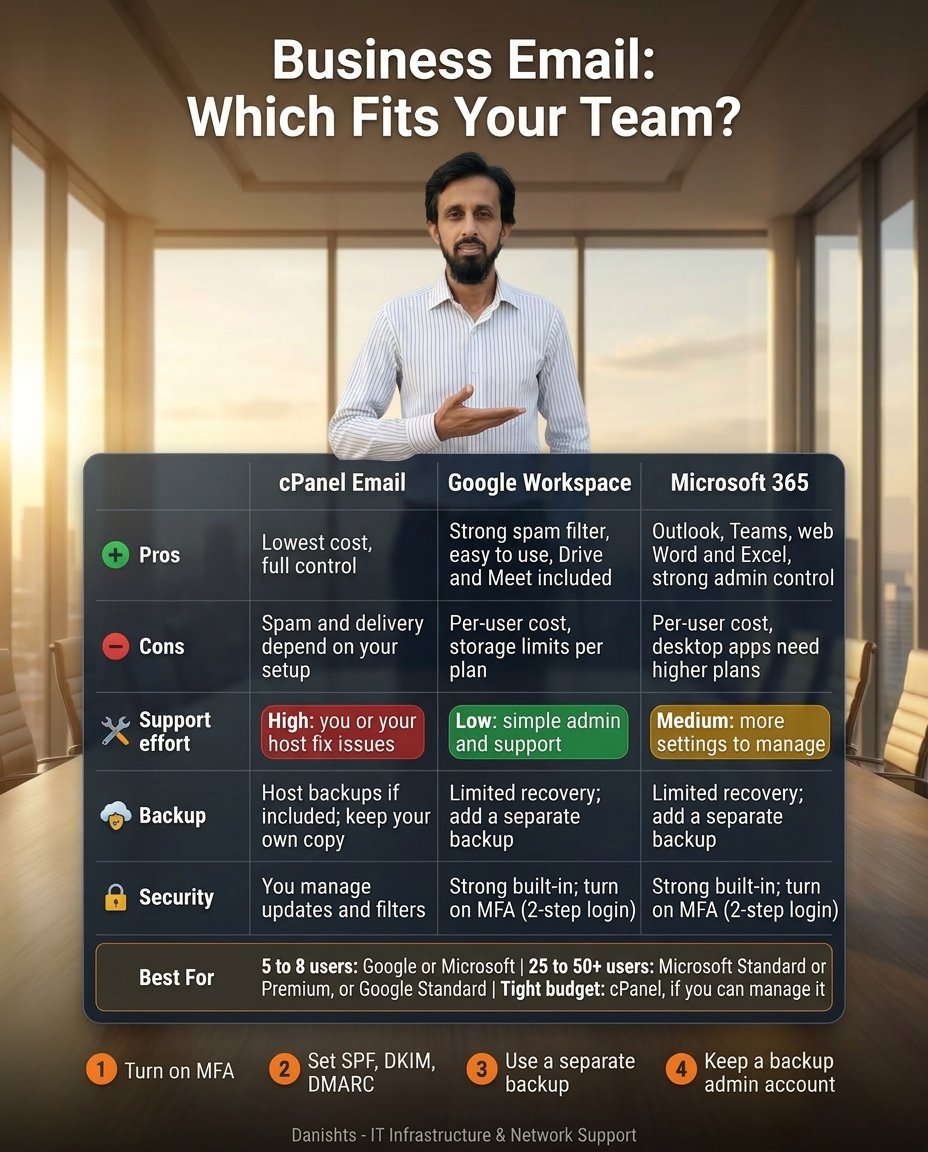 Business Email:
Which Fits Your Team?
cPanel Email
Google Workspace
Microsoft 365
Pros
Lowest cost,
full control
Strong spam filter,
easy to use, Drive
and Meet included
Outlook, Teams, web
Word and Excel,
strong admin control
Cons
Spam and delivery
depend on your
setup
Per-user cost,
storage limits per
plan
Per-user cost,
desktop apps need
higher plans
Support
effort
High: you or your
host fix issues
Low: simple admin
and support
Medium: more
settings to manage
Backup
Host backups if
included; keep your
own copy
Limited recovery;
add a separate
backup
Limited recovery;
add a separate
backup
Security
You manage
updates and filters
Strong built-in; turn
on MFA (2-step login)
Strong built-in; turn
on MFA (2-step login)
Best For
5 to 8 users: Google or Microsoft | 25 to 50+ users: Microsoft Standard or
Premium, or Google Standard | Tight budget: cPanel, if you can manage it
1 Turn on MFA
2 Set SPF, DKIM,
DMARC
3 Use a separate
backup
4 Keep a backup
admin account
Danishts - IT Infrastructure & Network Support